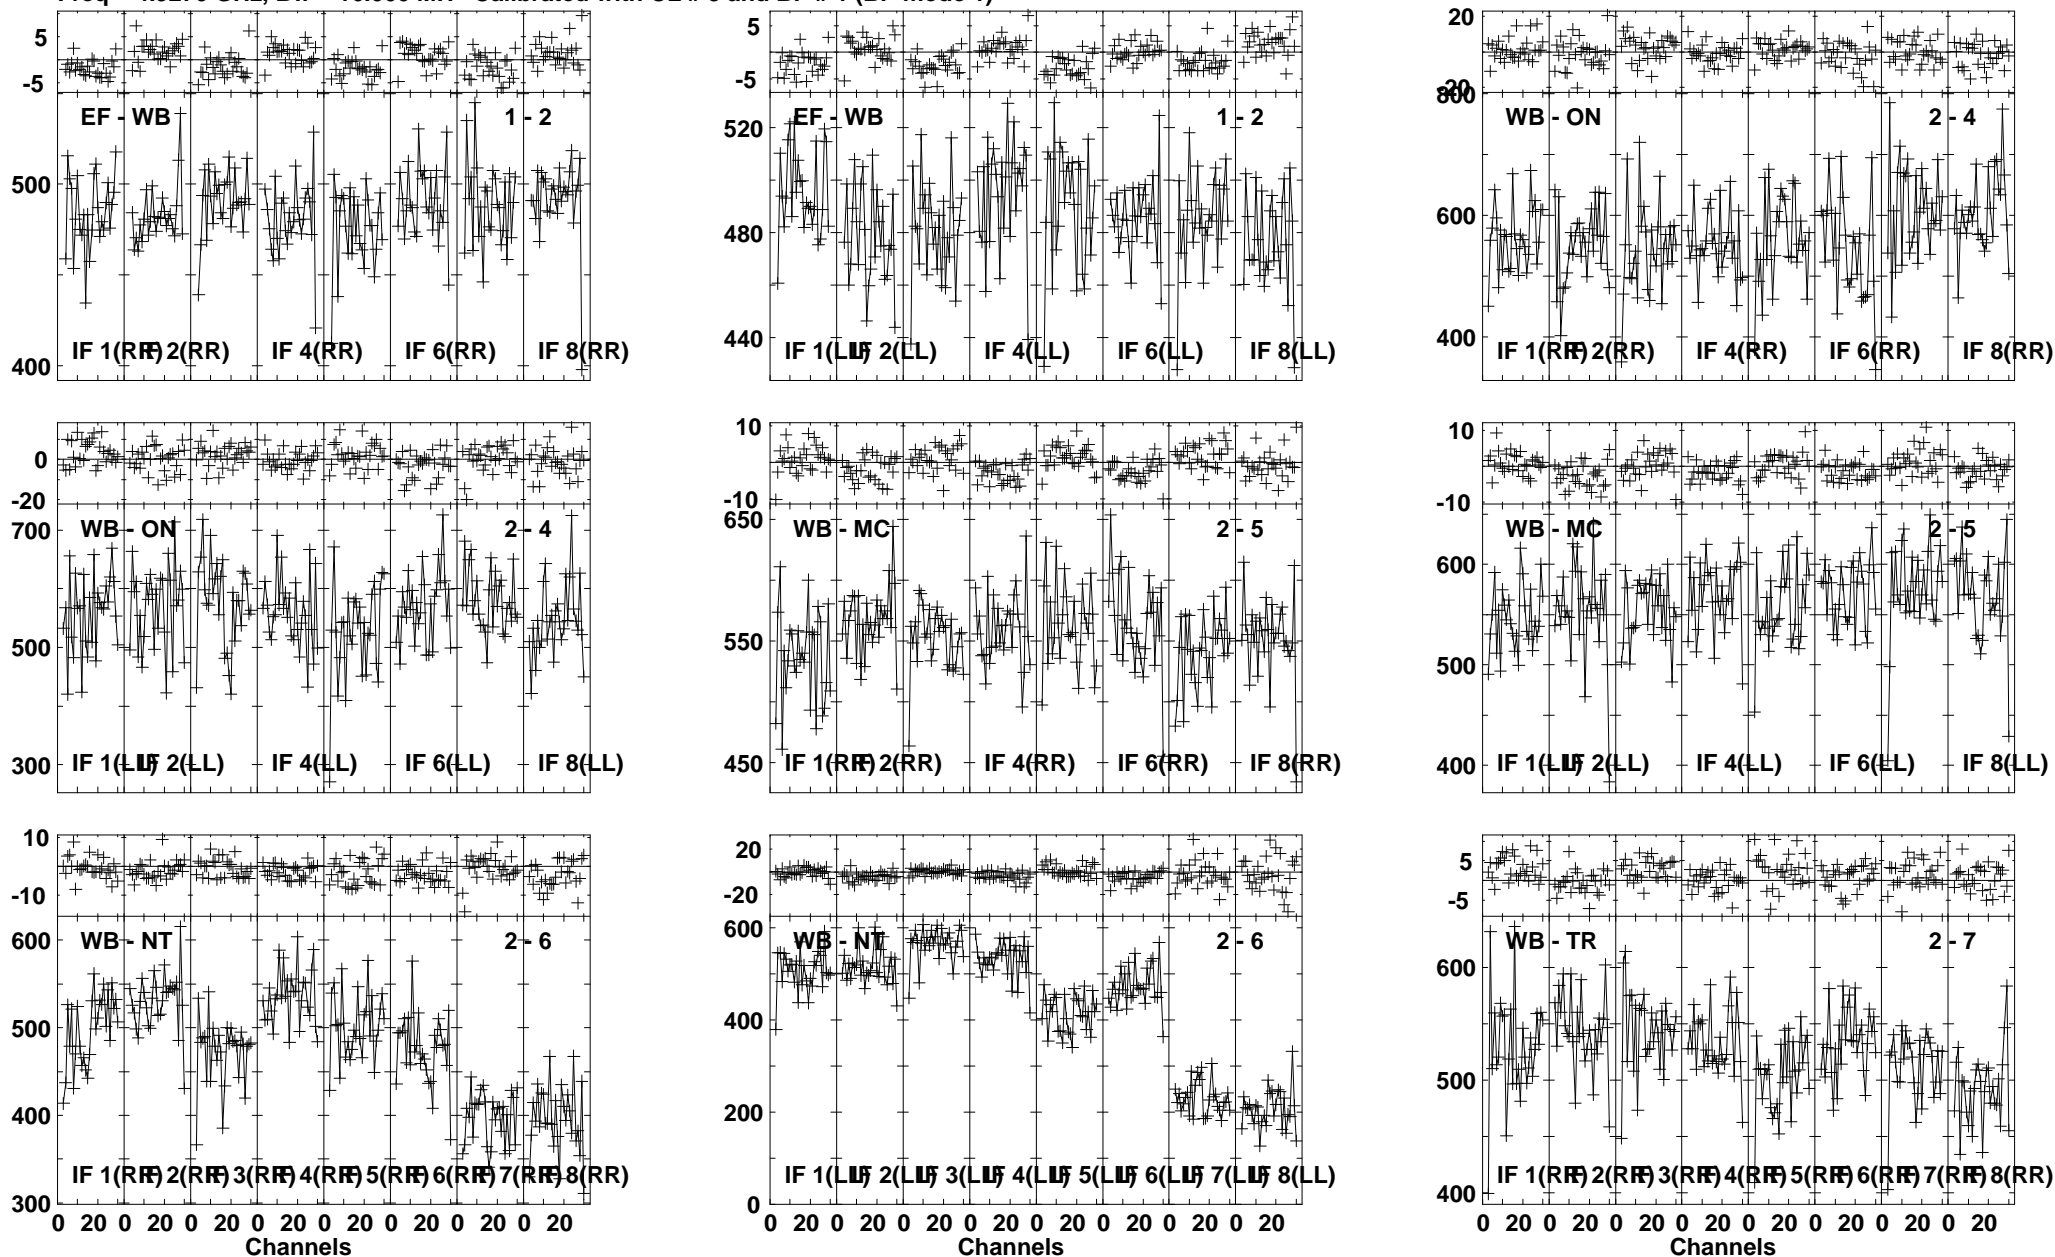 5
-5
EF - WB 1 - 2
500
400
IF 1(RR) IF 2(RR) IF 4(RR) IF 6(RR) IF 8(RR)
5
-5
EF - WB 1 - 2
520
480
440
IF 1(LL) IF 2(LL) IF 4(LL) IF 6(LL) IF 8(LL)
20
-20
800
WB - ON 2 - 4
600
400
IF 1(RR) IF 2(RR) IF 4(RR) IF 6(RR) IF 8(RR)
0
-20
700
WB - ON 2 - 4
500
300
IF 1(LL) IF 2(LL) IF 4(LL) IF 6(LL) IF 8(LL)
10
-10
650
WB - MC 2 - 5
550
450
IF 1(RR) IF 2(RR) IF 4(RR) IF 6(RR) IF 8(RR)
10
-10
WB - MC 2 - 5
600
500
400
IF 1(LL) IF 2(LL) IF 4(LL) IF 6(LL) IF 8(LL)
10
-10
600
WB - NT 2 - 6
500
400
IF 1(RR) IF 2(RR) IF 3(RR) IF 4(RR) IF 5(RR) IF 6(RR) IF 7(RR) IF 8(RR)
300
0 20 0 20 0 20 0 20 0 20 0 20 0 20 0 20
Channels
20
-20
600
WB - NT 2 - 6
400
200
IF 1(LL) IF 2(LL) IF 3(LL) IF 4(LL) IF 5(LL) IF 6(LL) IF 7(LL) IF 8(LL)
0
0 20 0 20 0 20 0 20 0 20 0 20 0 20 0 20
Channels
5
-5
WB - TR 2 - 7
600
500
IF 1(RR) IF 2(RR) IF 3(RR) IF 4(RR) IF 5(RR) IF 6(RR) IF 7(RR) IF 8(RR)
400
0 20 0 20 0 20 0 20 0 20 0 20 0 20 0 20
Channels